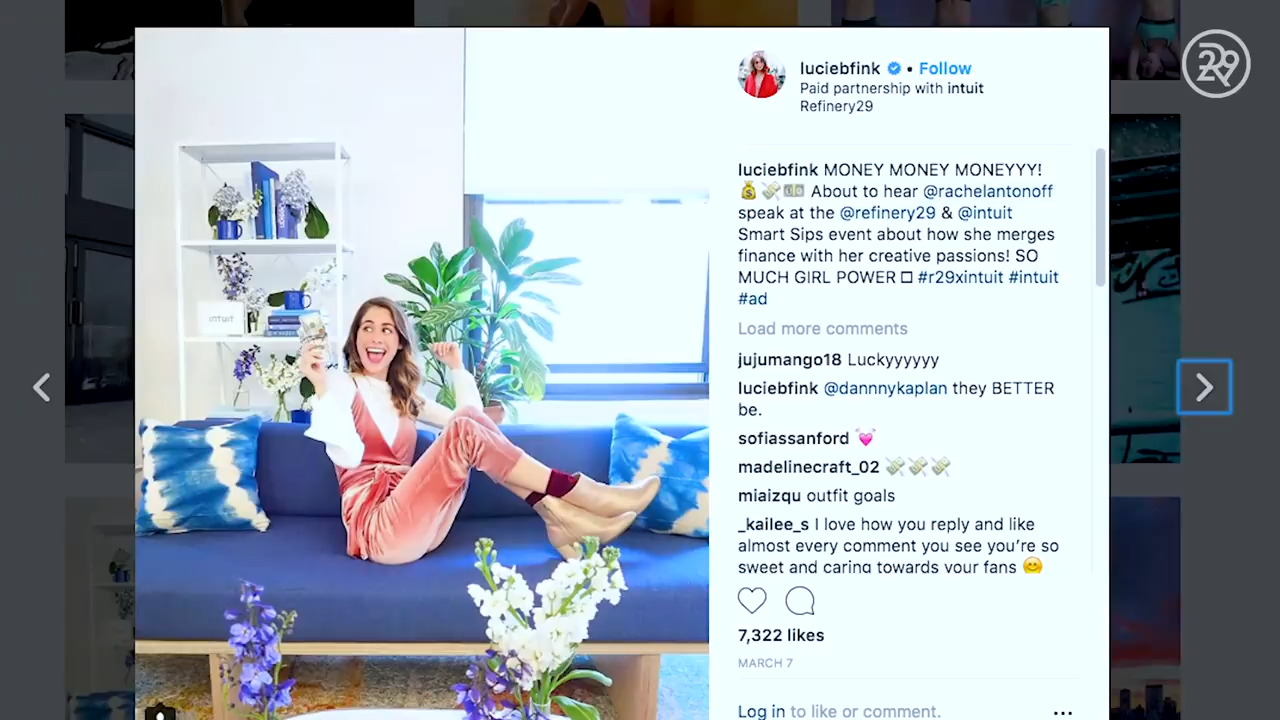 R29
luciebfink • Follow
Paid partnership with intuit
Refinery29
luciebfink MONEY MONEY MONEYYY!
💰💸💵 About to hear @rachelantonoff
speak at the @refinery29 & @intuit
Smart Sips event about how she merges
finance with her creative passions! SO
MUCH GIRL POWER □ #r29xintuit #intuit
#ad
Load more comments
jujumango18 Luckyyyyyy
luciebfink @dannnykaplan they BETTER
be.
sofiassanford 💓
madelinecraft_02 💸💸💸
miaizqu outfit goals
_kailee_s I love how you reply and like
almost every comment you see you're so
sweet and caring towards your fans 😊
7,322 likes
MARCH 7
Log in to like or comment.
intuit